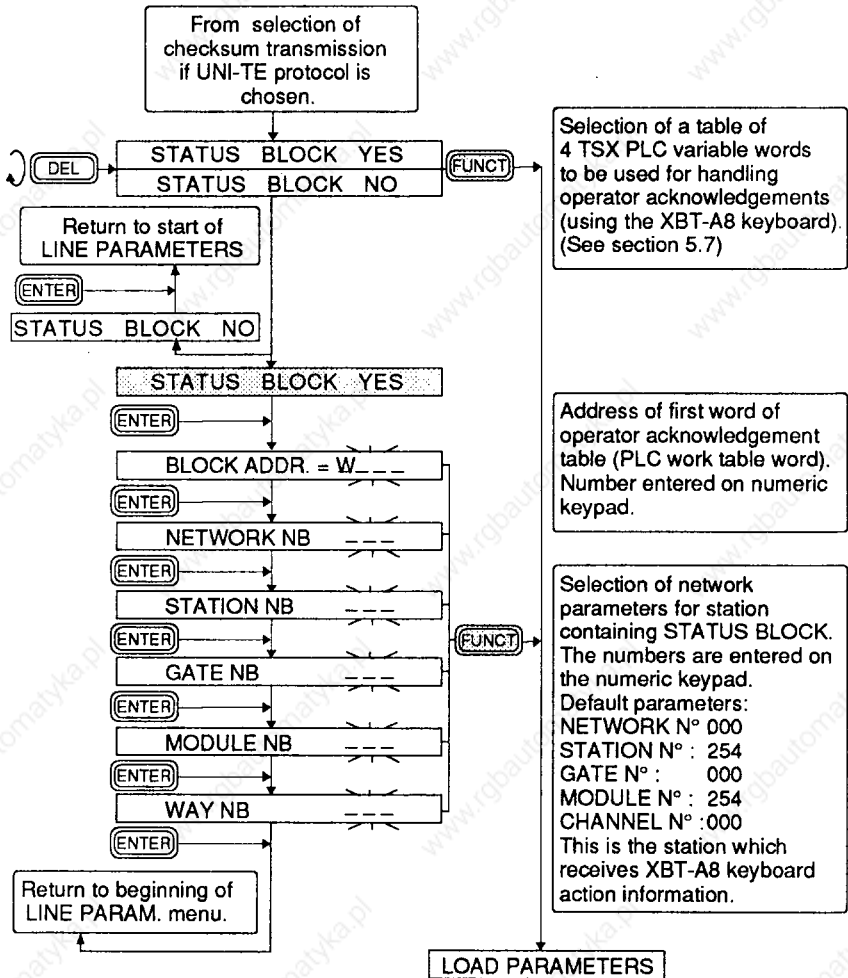 From selection of
checksum transmission
if UNI-TE protocol is
chosen.
DEL
STATUS BLOCK YES
STATUS BLOCK NO
FUNCT
Selection of a table of
4 TSX PLC variable words
to be used for handling
operator acknowledgements
(using the XBT-A8 keyboard).
(See section 5.7)
Return to start of
LINE PARAMETERS
ENTER
STATUS BLOCK NO
STATUS BLOCK YES
ENTER
BLOCK ADDR. = W_ _ _
Address of first word of
operator acknowledgement
table (PLC work table word).
Number entered on numeric
keypad.
ENTER
NETWORK NB _ _ _
ENTER
STATION NB _ _ _
ENTER
GATE NB _ _ _
ENTER
MODULE NB _ _ _
ENTER
WAY NB _ _ _
ENTER
FUNCT
Selection of network
parameters for station
containing STATUS BLOCK.
The numbers are entered on
the numeric keypad.
Default parameters:
NETWORK N° 000
STATION N° : 254
GATE N° : 000
MODULE N° : 254
CHANNEL N° :000
This is the station which
receives XBT-A8 keyboard
action information.
Return to beginning of
LINE PARAM. menu.
LOAD PARAMETERS
www.rgbautomatyka.pl